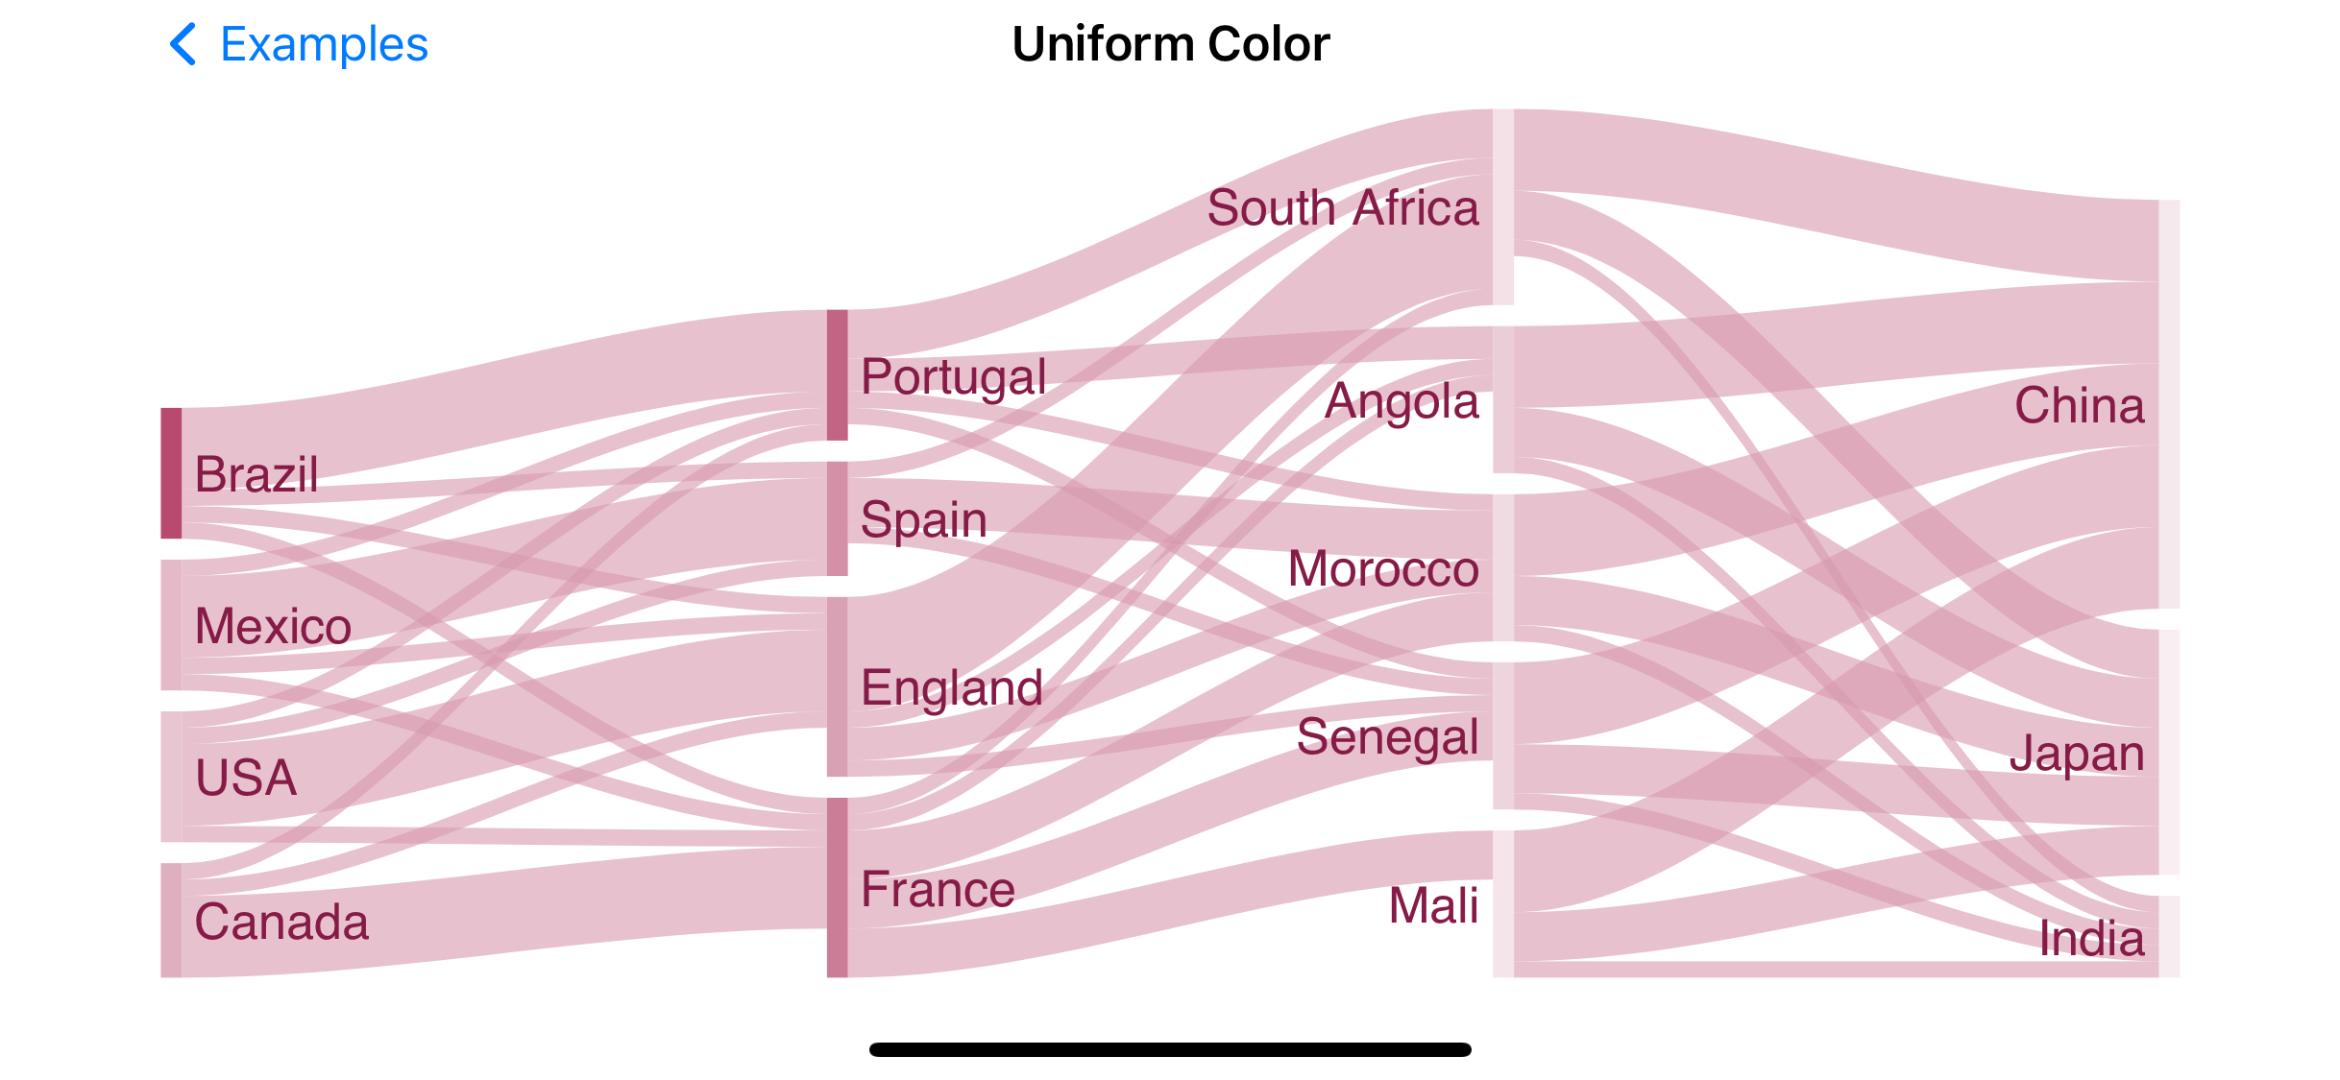 Examples
Uniform Color
South Africa
Portugal
Angola
China
Brazil
Spain
Morocco
Mexico
England
Senegal
Japan
USA
France
Mali
Canada
India